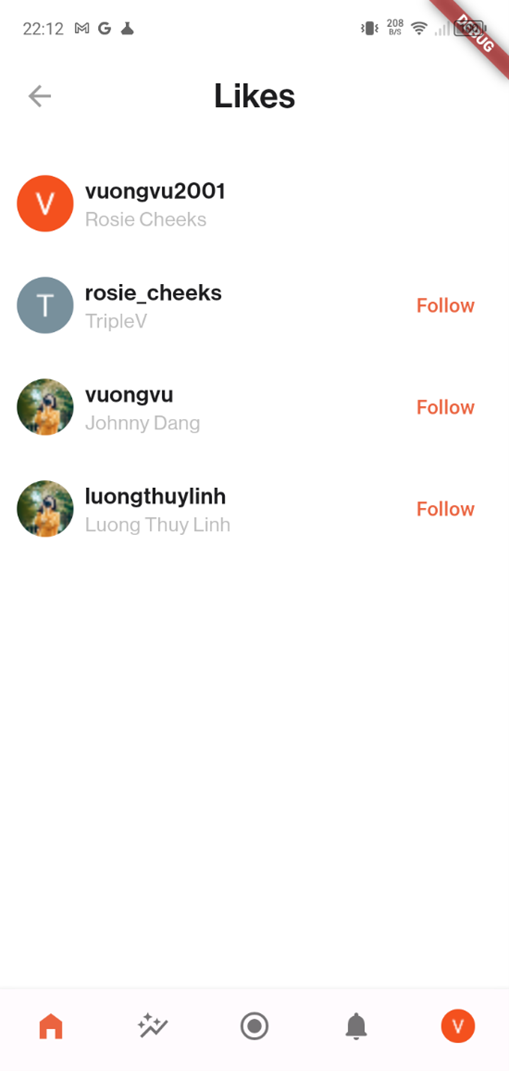 22:12
208
B/S
DEBUG
Likes
V
vuongvu2001
Rosie Cheeks
T
rosie_cheeks
TripleV
Follow
vuongvu
Johnny Dang
Follow
luongthuylinh
Luong Thuy Linh
Follow
V